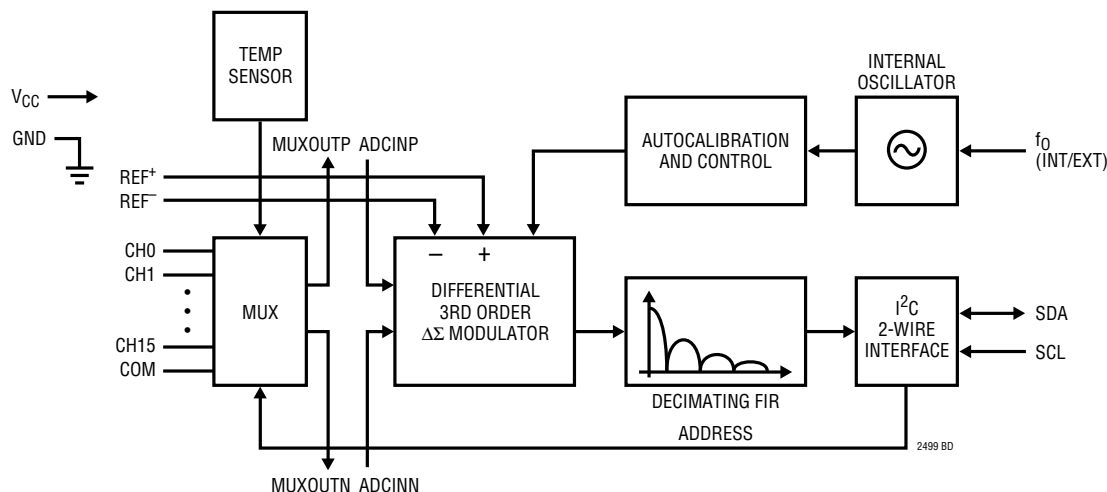 TEMP
SENSOR
INTERNAL
OSCILLATOR
VCC
GND
MUXOUTP ADCINP
AUTOCALIBRATION
AND CONTROL
fO
(INT/EXT)
REF+
REF–
CH0
CH1
CH15
COM
MUX
– +
DIFFERENTIAL
3RD ORDER
ΔΣ MODULATOR
I2C
2-WIRE
INTERFACE
SDA
SCL
DECIMATING FIR
ADDRESS
2499 BD
MUXOUTN ADCINN